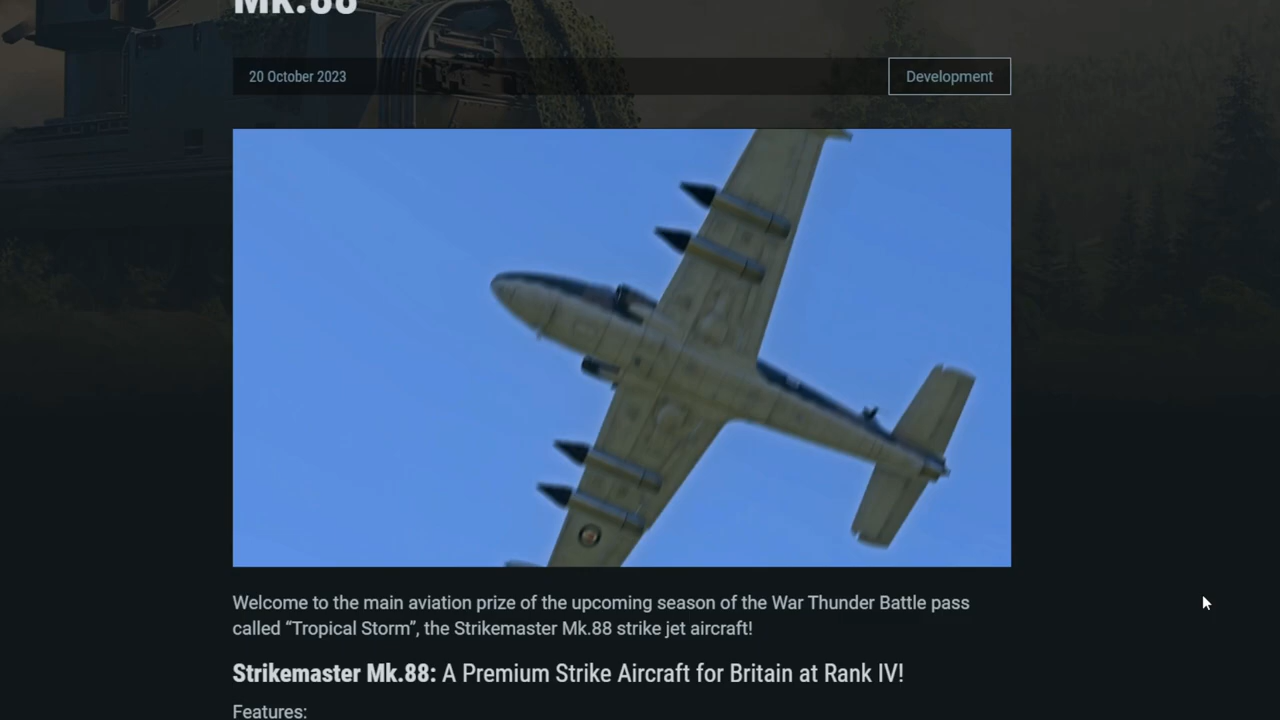 Mk.88
20 October 2023
Development
Welcome to the main aviation prize of the upcoming season of the War Thunder Battle pass
called “Tropical Storm”, the Strikemaster Mk.88 strike jet aircraft!
Strikemaster Mk.88: A Premium Strike Aircraft for Britain at Rank IV!
Features: